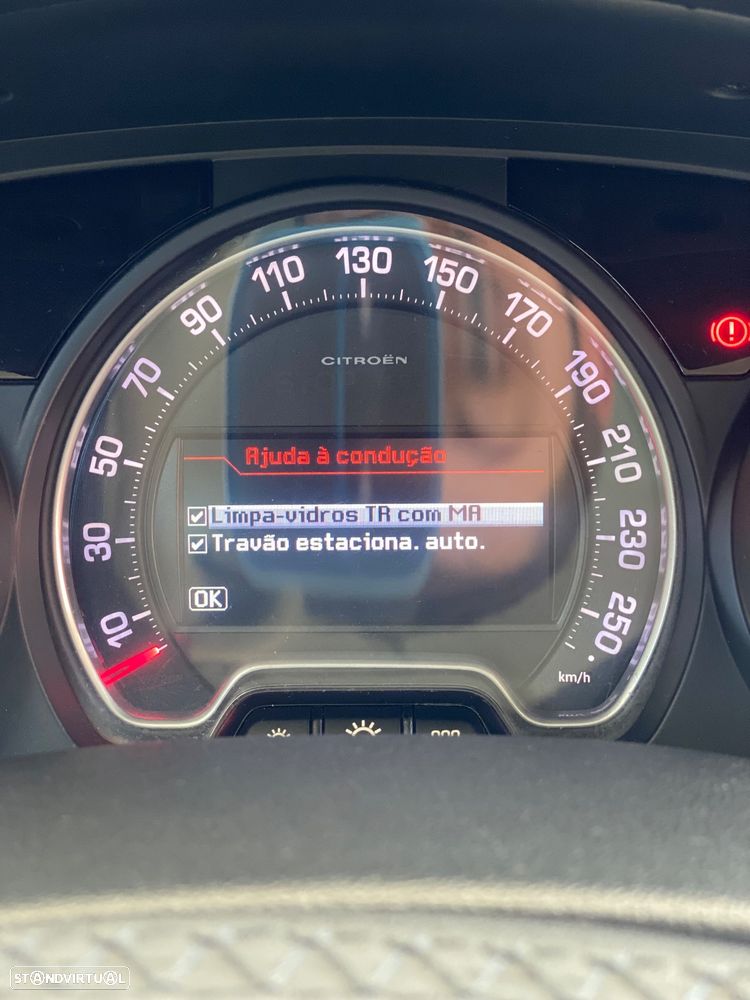 10
30
50
70
90
110
130
150
170
190
210
230
250
km/h
CITROËN
Ajuda à condução
Limpa-vidros TR com MA
Travão estaciona. auto.
OK
STANDVIRTUAL